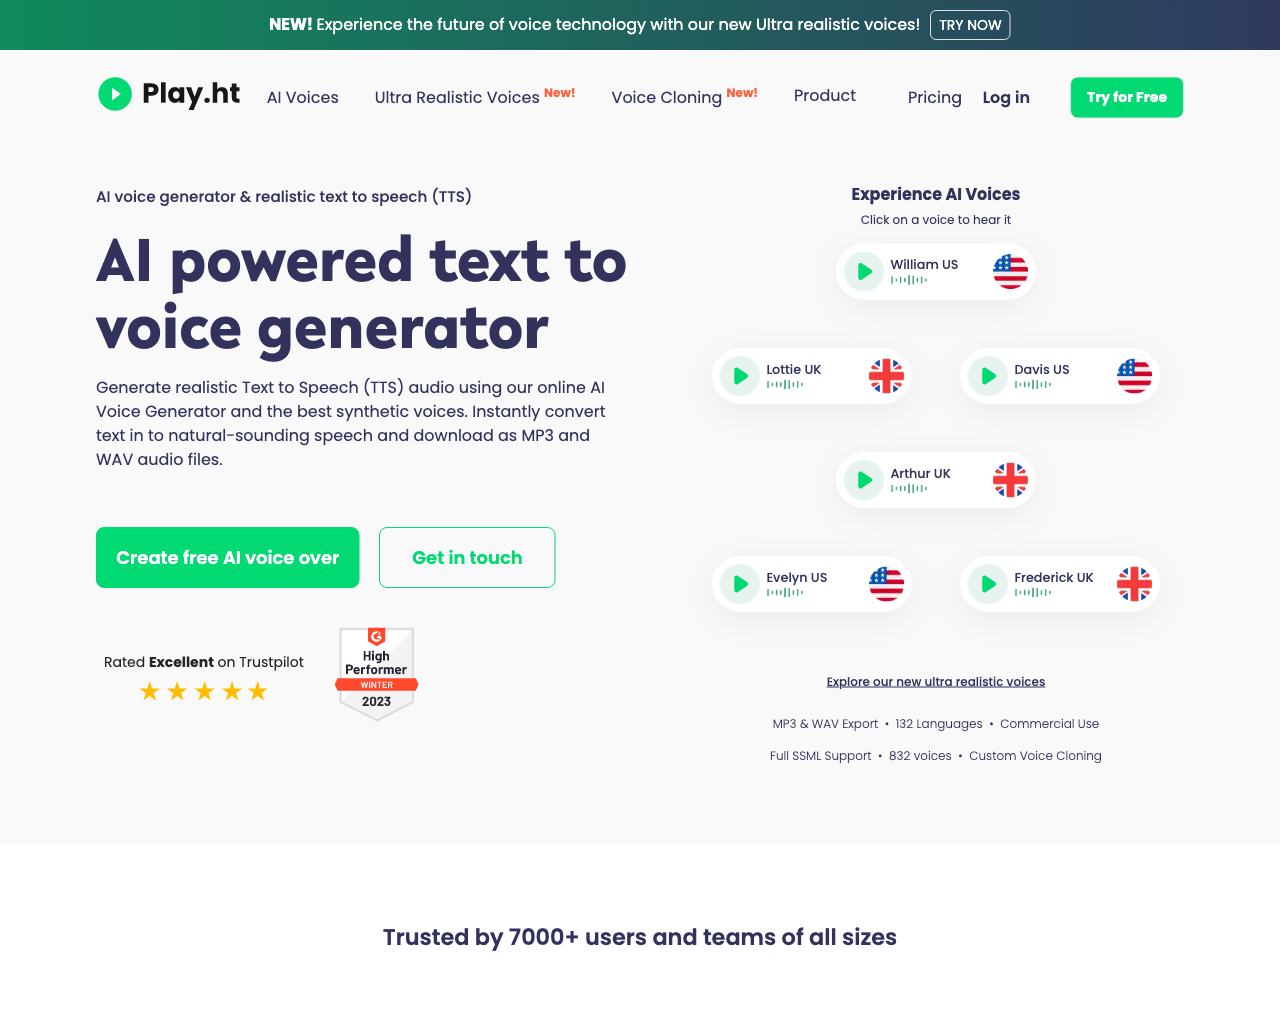 NEW! Experience the future of voice technology with our new Ultra realistic voices! TRY NOW
Play.ht AI Voices Ultra Realistic Voices New! Voice Cloning New! Product Pricing Log in Try for Free
AI voice generator & realistic text to speech (TTS)
AI powered text to
voice generator
Generate realistic Text to Speech (TTS) audio using our online AI
Voice Generator and the best synthetic voices. Instantly convert
text in to natural-sounding speech and download as MP3 and
WAV audio files.
Create free AI voice over Get in touch
Rated Excellent on Trustpilot
High
Performer
WINTER
2023
Experience AI Voices
Click on a voice to hear it
William US
Lottie UK Davis US
Arthur UK
Evelyn US Frederick UK
Explore our new ultra realistic voices
MP3 & WAV Export • 132 Languages • Commercial Use
Full SSML Support • 832 voices • Custom Voice Cloning
Trusted by 7000+ users and teams of all sizes